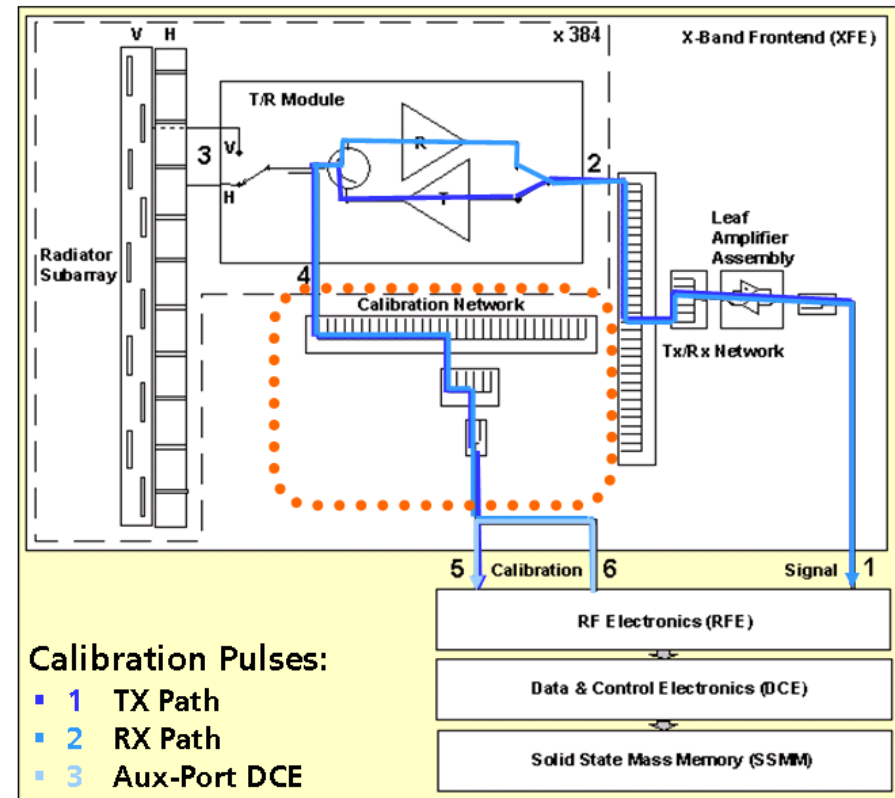 V H
x 384
X-Band Frontend (XFE)
T/R Module
R
V
3
2
H
T
Leaf
Amplifier
Assembly
Radiator
Subarray
4
Calibration Network
Tx/Rx Network
5 Calibration 6
Signal 1
RF Electronics (RFE)
Data & Control Electronics (DCE)
Solid State Mass Memory (SSMM)
Calibration Pulses:
▪ 1 TX Path
▪ 2 RX Path
▪ 3 Aux-Port DCE